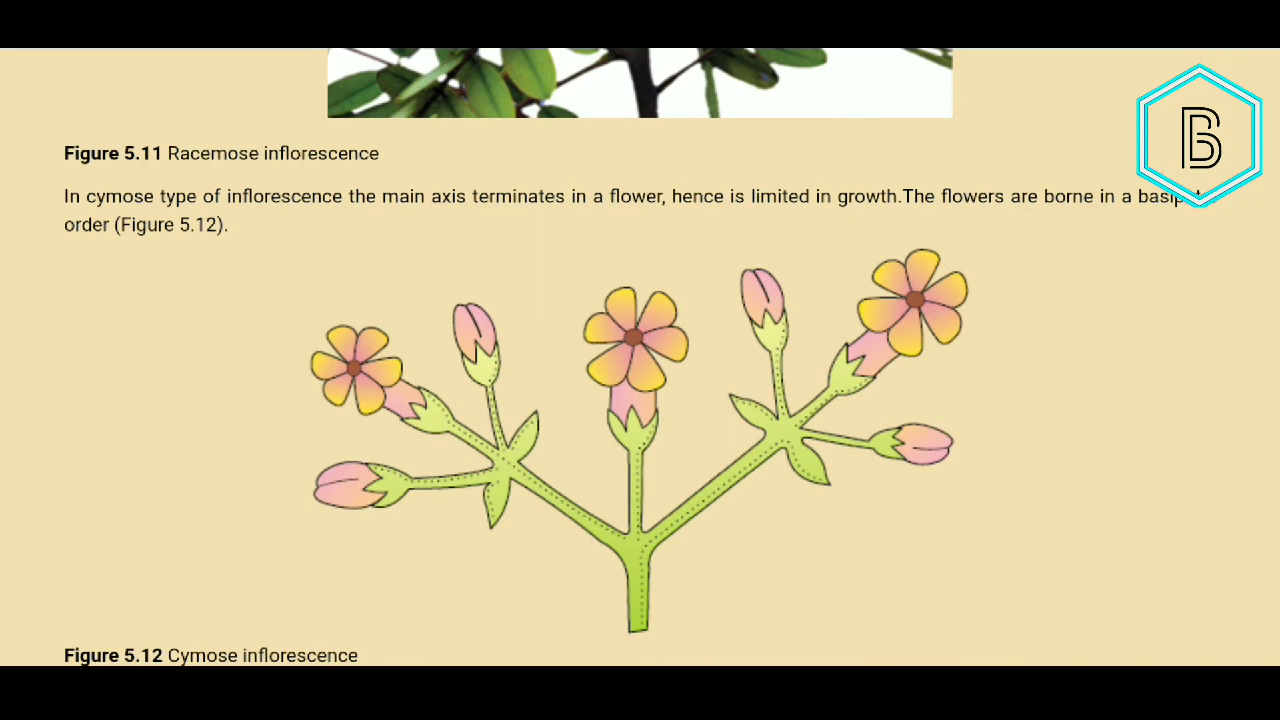 Figure 5.11 Racemose inflorescence
In cymose type of inflorescence the main axis terminates in a flower, hence is limited in growth.The flowers are borne in a
order (Figure 5.12).
Figure 5.12 Cymose inflorescence
B